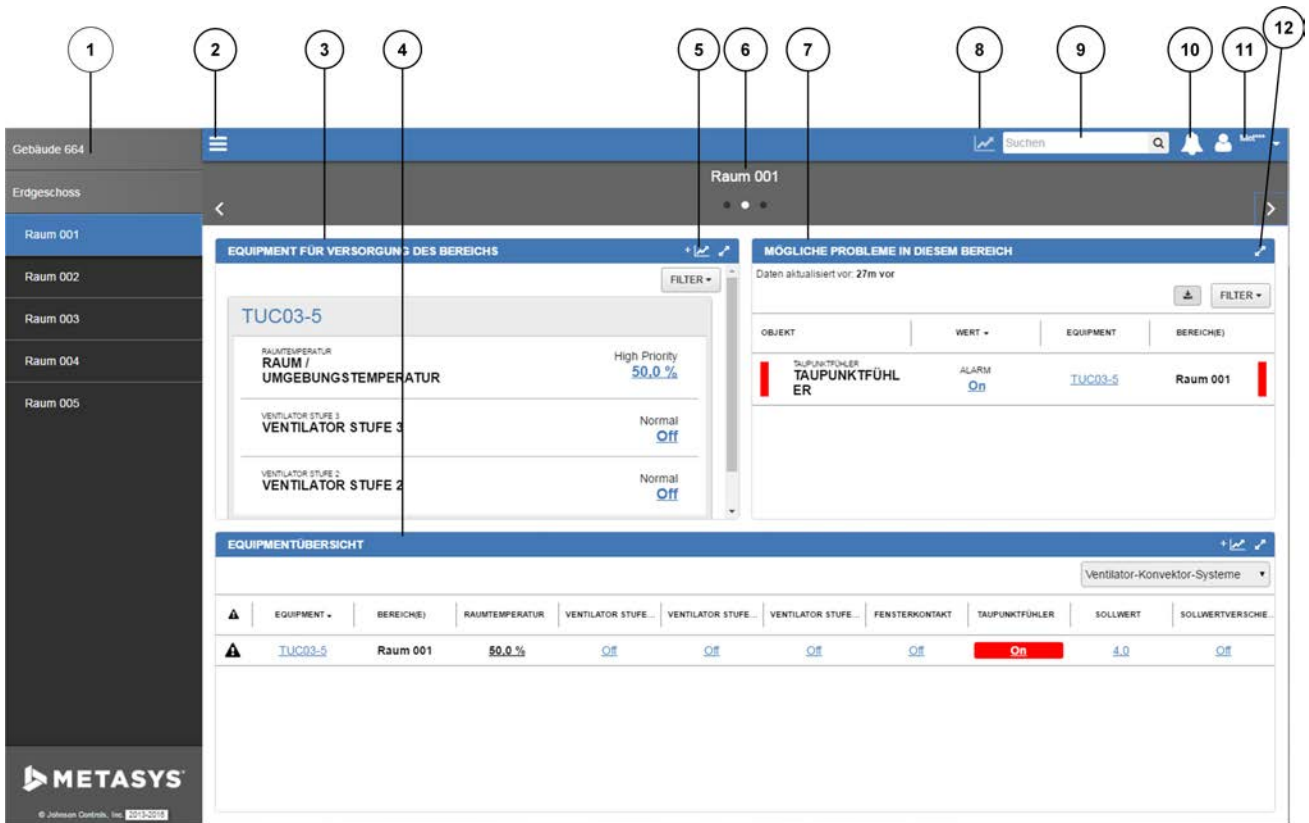 1 2 3 4 5 6 7 8 9 10 11 12
Gebäude 664
Suchen
Met***
Erdgeschoss
Raum 001
Raum 001
Raum 002
Raum 003
Raum 004
Raum 005
EQUIPMENT FÜR VERSORGUNG DES BEREICHS
FILTER
TUC03-5
RAUMTEMPERATUR
RAUM /
UMGEBUNGSTEMPERATUR
High Priority
50,0 %
VENTILATOR STUFE 3
VENTILATOR STUFE 3
Normal
Off
VENTILATOR STUFE 2
VENTILATOR STUFE 2
Normal
Off
MÖGLICHE PROBLEME IN DIESEM BEREICH
Daten aktualisiert vor: 27m vor
FILTER
OBJEKT WERT EQUIPMENT BEREICH(E)
TAUPUNKTFÜHLER
TAUPUNKTFÜHL
ER
ALARM
On
TUC03-5
Raum 001
EQUIPMENTÜBERSICHT
Ventilator-Konvektor-Systeme
EQUIPMENT BEREICH(E) RAUMTEMPERATUR VENTILATOR STUFE... VENTILATOR STUFE... VENTILATOR STUFE... FENSTERKONTAKT TAUPUNKTFÜHLER SOLLWERT SOLLWERTVERSCHIE...
TUC03-5 Raum 001 50,0 % Off Off Off Off On 4,0 Off
METASYS
© Johnson Controls, Inc. 2013-2016